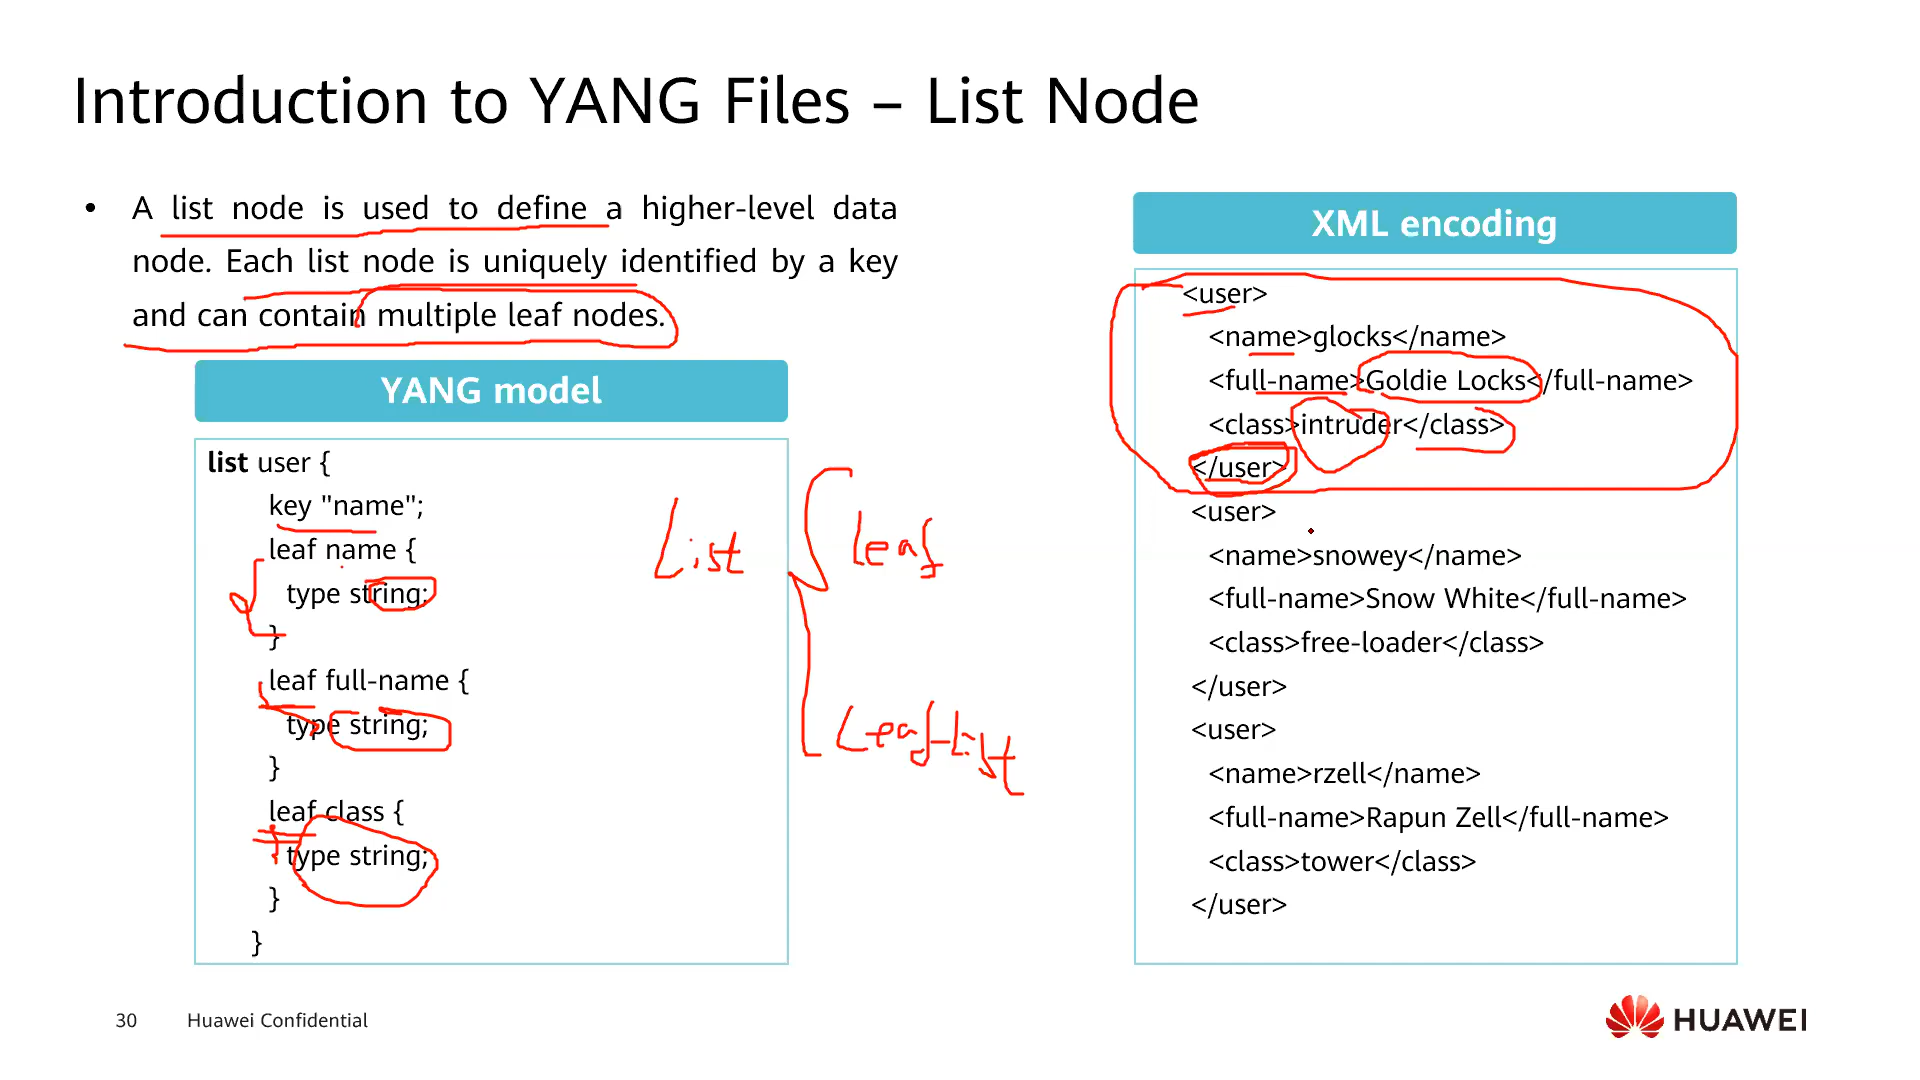 Introduction to YANG Files – List Node
• A list node is used to define a higher-level data
node. Each list node is uniquely identified by a key
and can contain multiple leaf nodes.
YANG model
list user {
key "name";
leaf name {
type string;
}
leaf full-name {
type string;
}
leaf class {
type string;
}
}
List
Leaf
Leaf-List
XML encoding
<user>
<name>glocks</name>
<full-name>Goldie Locks</full-name>
<class>intruder</class>
</user>
<user>
<name>snowey</name>
<full-name>Snow White</full-name>
<class>free-loader</class>
</user>
<user>
<name>rzell</name>
<full-name>Rapun Zell</full-name>
<class>tower</class>
</user>
30 Huawei Confidential
HUAWEI